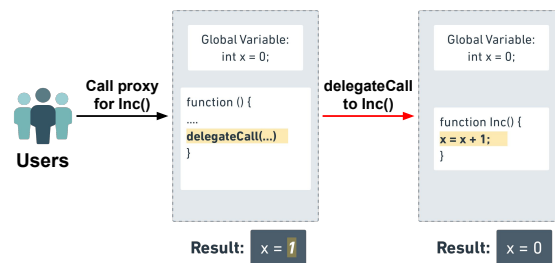 Global Variable:
int x = 0;
Global Variable:
int x = 0;
Call proxy
for Inc()
delegateCall
to Inc()
function () {
....
delegateCall(...)
}
function Inc() {
x = x + 1;
}
Users
Result:
x = 1
Result:
x = 0